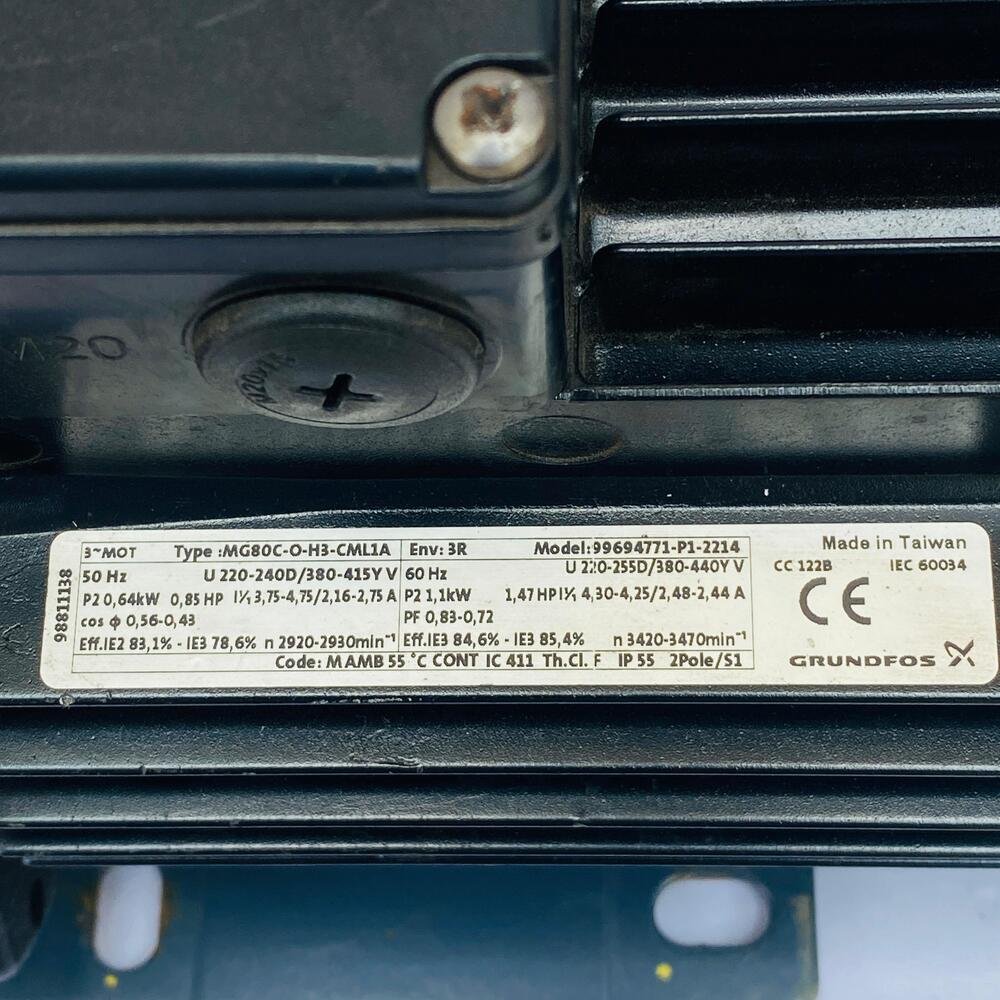 M20
M20x1.5
98811138
3~MOT Type :MG80C-O-H3-CML1A Env: 3R Model:99694771-P1-2214 Made in Taiwan
50 Hz U 220-240D/380-415Y V 60 Hz U 220-255D/380-440Y V CC 122B IEC 60034
P2 0,64kW 0,85 HP I1/1 3,75-4,75/2,16-2,75 A P2 1,1kW 1,47 HP I1/1 4,30-4,25/2,48-2,44 A CE
cos ϕ 0,56-0,43 PF 0,83-0,72
Eff.IE2 83,1% - IE3 78,6% n 2920-2930min⁻¹ Eff.IE3 84,6% - IE3 85,4% n 3420-3470min⁻¹
Code: M AMB 55 °C CONT IC 411 Th.Cl. F IP 55 2Pole/S1 GRUNDFOS